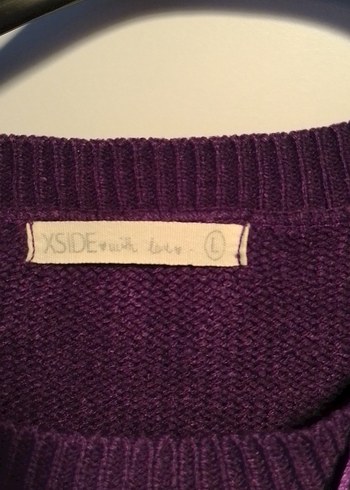 XSIDE ♥ with love ♥ L